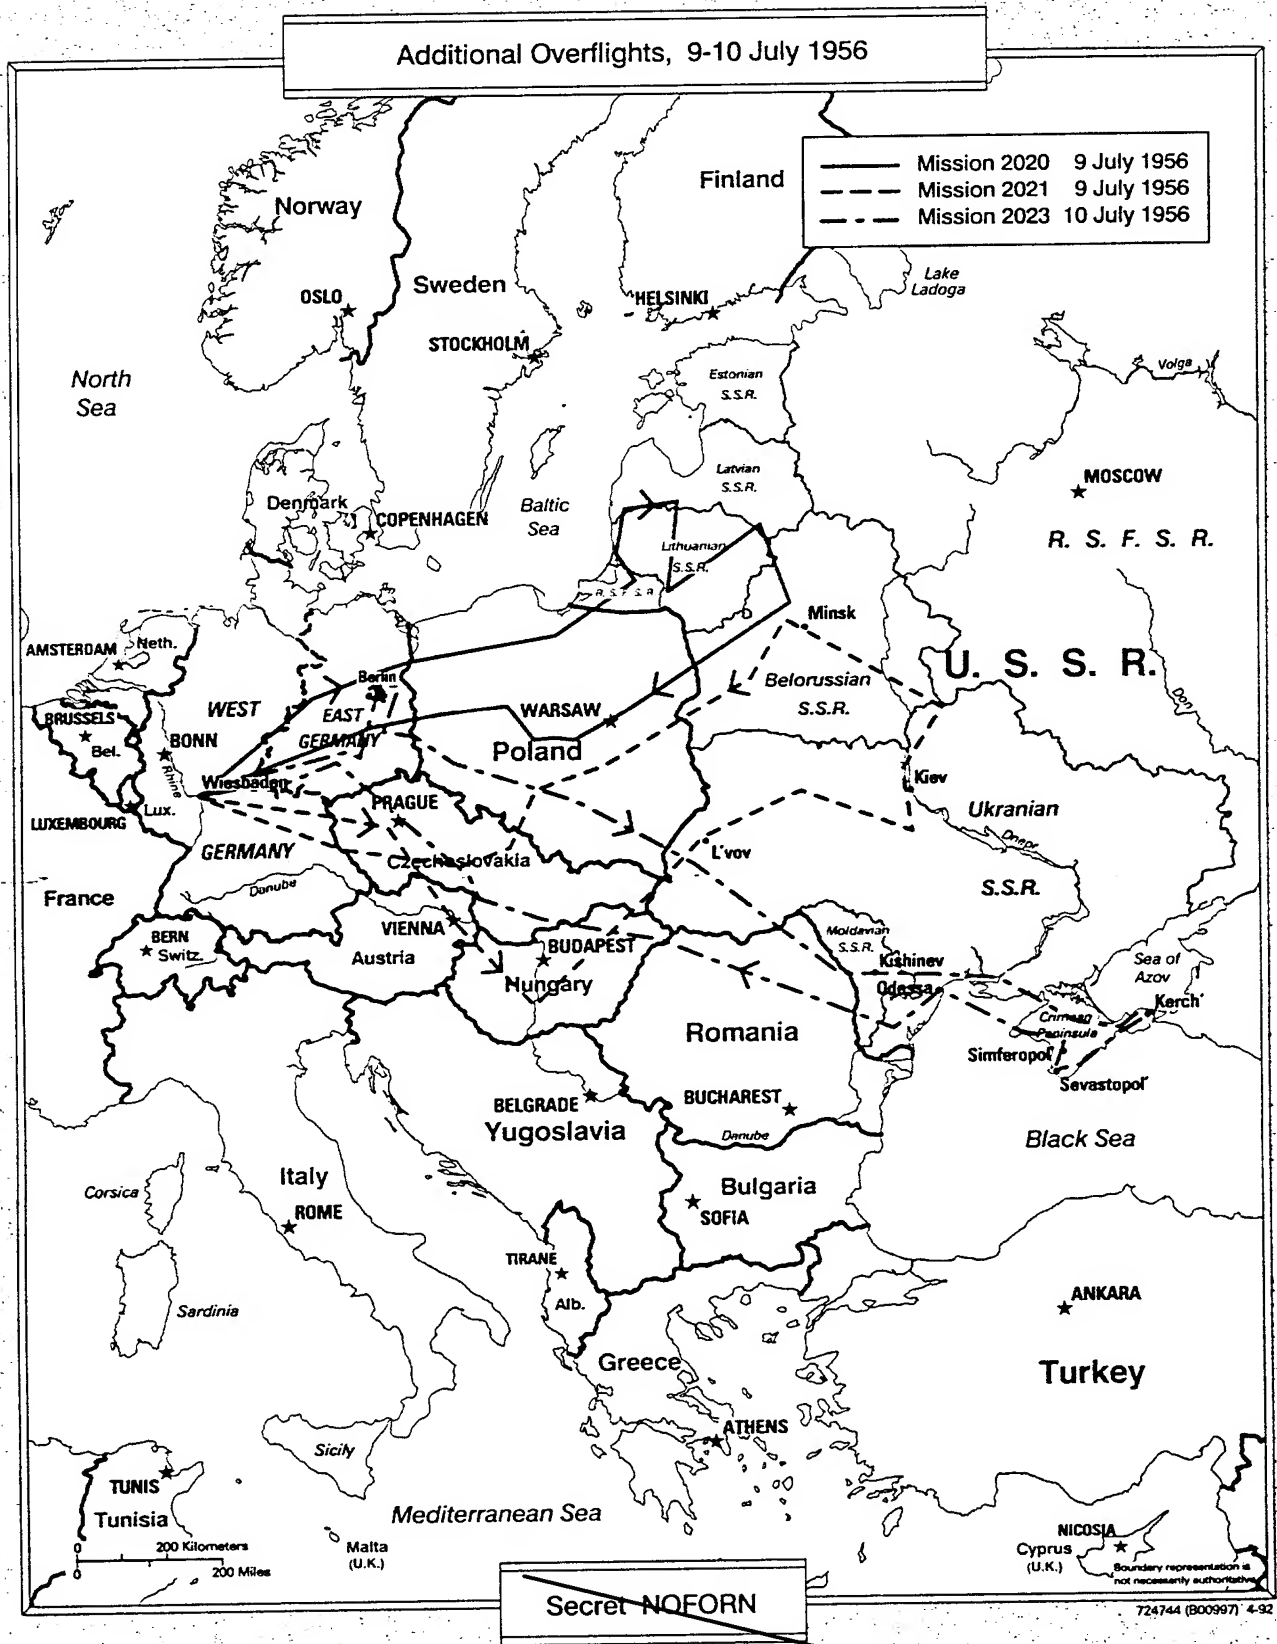 Additional Overflights, 9-10 July 1956
Mission 2020 9 July 1956
Mission 2021 9 July 1956
Mission 2023 10 July 1956
Finland
Norway
Lake
Ladoga
Sweden
OSLO
HELSINKI
STOCKHOLM
North
Sea
Volga
Estonian
S.S.R.
Latvian
S.S.R.
MOSCOW
Denmark
COPENHAGEN
Baltic
Sea
R. S. F. S. R.
Lithuanian
S.S.R.
R.S.F.S.R.
Minsk
AMSTERDAM
Neth.
U. S. S. R.
Berlin
Belorussian
S.S.R.
Don
WEST
EAST
GERMANY
WARSAW
Poland
BRUSSELS
Bel.
BONN
Rhine
Wiesbaden
Kiev
PRAGUE
Lux.
LUXEMBOURG
Ukranian
Dnepr
L'vov
GERMANY
Czechoslovakia
S.S.R.
Danube
France
VIENNA
Moldavian
S.S.R.
BERN
Switz.
BUDAPEST
Kishinev
Sea of
Azov
Austria
Hungary
Odessa
Kerch'
Crimean
Peninsula
Romania
Simferopol'
Sevastopol'
BELGRADE
BUCHAREST
Yugoslavia
Danube
Black Sea
Italy
Corsica
Bulgaria
ROME
SOFIA
TIRANE
ANKARA
Alb.
Sardinia
Greece
Turkey
ATHENS
Sicily
TUNIS
Tunisia
Mediterranean Sea
NICOSIA
0 200 Kilometers
0 200 Miles
Malta
(U.K.)
Cyprus
(U.K.)
Boundary representation is
not necessarily authoritative
Secret NOFORN
724744 (B00997) 4-92